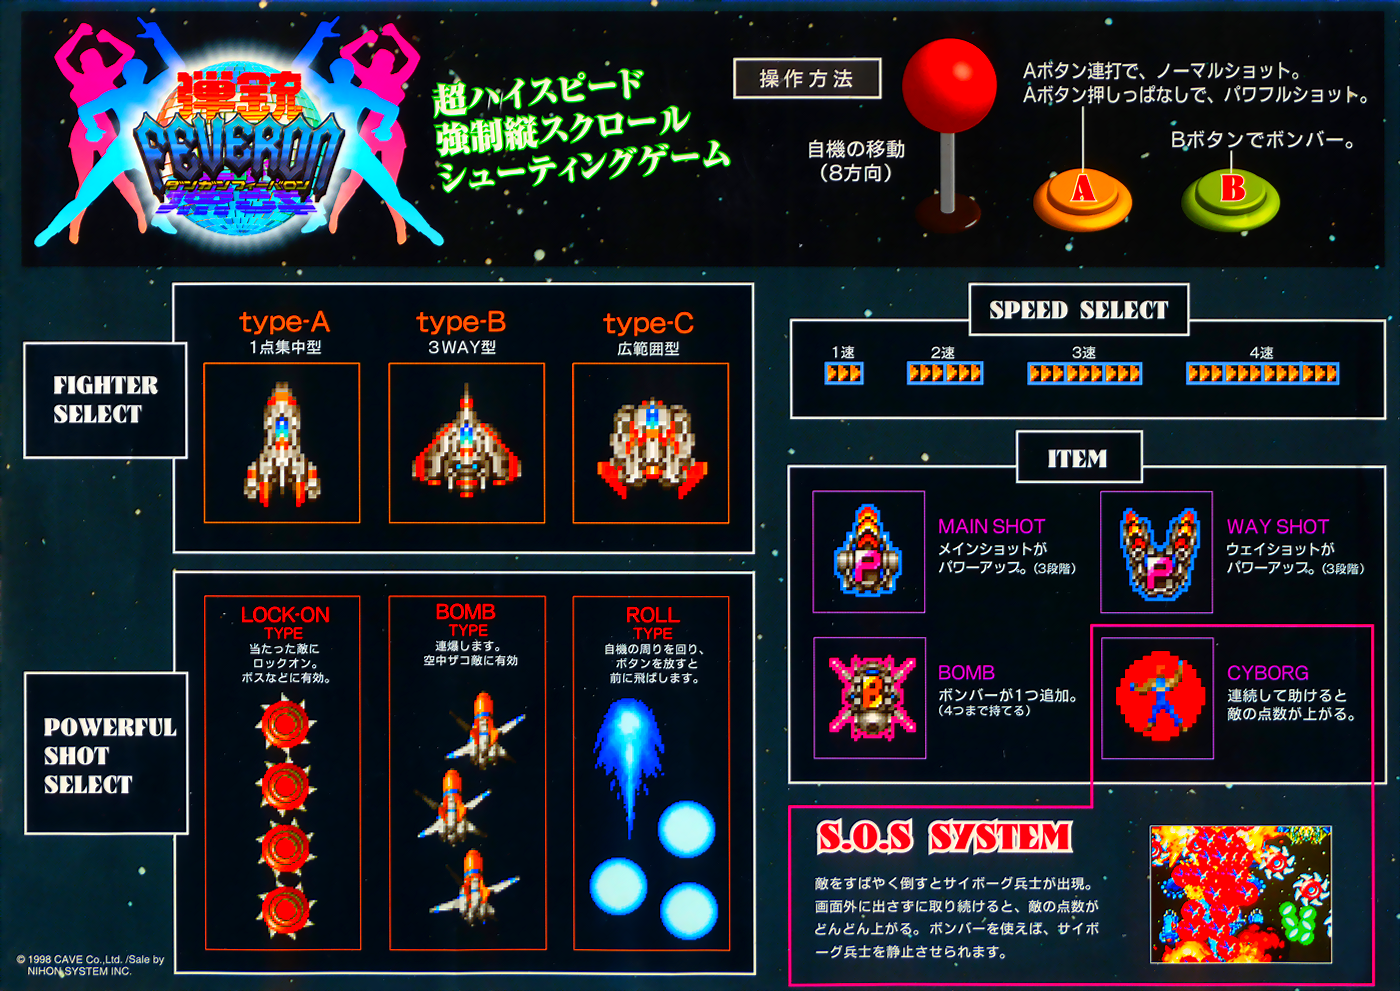 弾銃
FEVERON
ダンガンフィーバロン
超ハイスピード
強制縦スクロール
シューティングゲーム
操作方法
自機の移動
(8方向)
Aボタン連打で、ノーマルショット。
Aボタン押しっぱなしで、パワフルショット。
Bボタンでボンバー。
A
B
FIGHTER
SELECT
type-A
1点集中型
type-B
3WAY型
type-C
広範囲型
SPEED SELECT
1速
2速
3速
4速
ITEM
P
MAIN SHOT
メインショットが
パワーアップ。(3段階)
P
WAY SHOT
ウェイショットが
パワーアップ。(3段階)
B
BOMB
ボンバーが1つ追加。
(4つまで持てる)
CYBORG
連続して助けると
敵の点数が上がる。
POWERFUL
SHOT
SELECT
LOCK-ON
TYPE
当たった敵に
ロックオン。
ボスなどに有効。
BOMB
TYPE
連爆します。
空中ザコ敵に有効
ROLL
TYPE
自機の周りを回り、
ボタンを放すと
前に飛ばします。
S.O.S SYSTEM
敵をすばやく倒すとサイボーグ兵士が出現。
画面外に出さずに取り続けると、敵の点数が
どんどん上がる。ボンバーを使えば、サイボ
ーグ兵士を静止させられます。
© 1998 CAVE Co.,Ltd. /Sale by
NIHON SYSTEM INC.